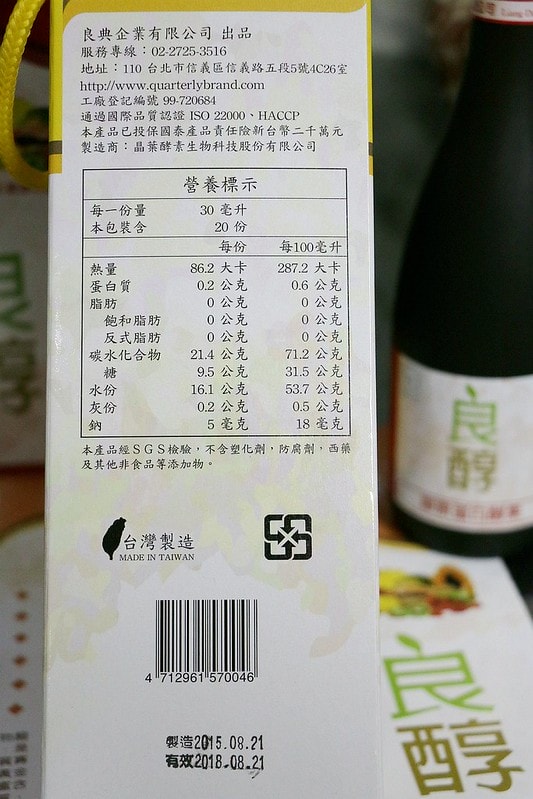 良典企業有限公司 出品
服務專線：02-2725-3516
地址：110 台北市信義區信義路五段5號4C26室
http://www.quarterlybrand.com
工廠登記編號 99-720684
通過國際品質認證 ISO 22000、HACCP
本產品已投保國泰產品責任險新台幣二千萬元
製造商：晶葉酵素生物科技股份有限公司
營養標示
每一份量 30 毫升
本包裝含 20 份
每份 每100毫升
熱量 86.2 大卡 287.2 大卡
蛋白質 0.2 公克 0.6 公克
脂肪 0 公克 0 公克
飽和脂肪 0 公克 0 公克
反式脂肪 0 公克 0 公克
碳水化合物 21.4 公克 71.2 公克
糖 9.5 公克 31.5 公克
水份 16.1 公克 53.7 公克
灰份 0.2 公克 0.5 公克
鈉 5 毫克 18 毫克
本產品經SGS檢驗，不含塑化劑，防腐劑，西藥
及其他非食品等添加物。
台灣製造
MADE IN TAIWAN
4 712961 570046
製造2015.08.21
有效2018.08.21
良
醇
良
醇
良
醇